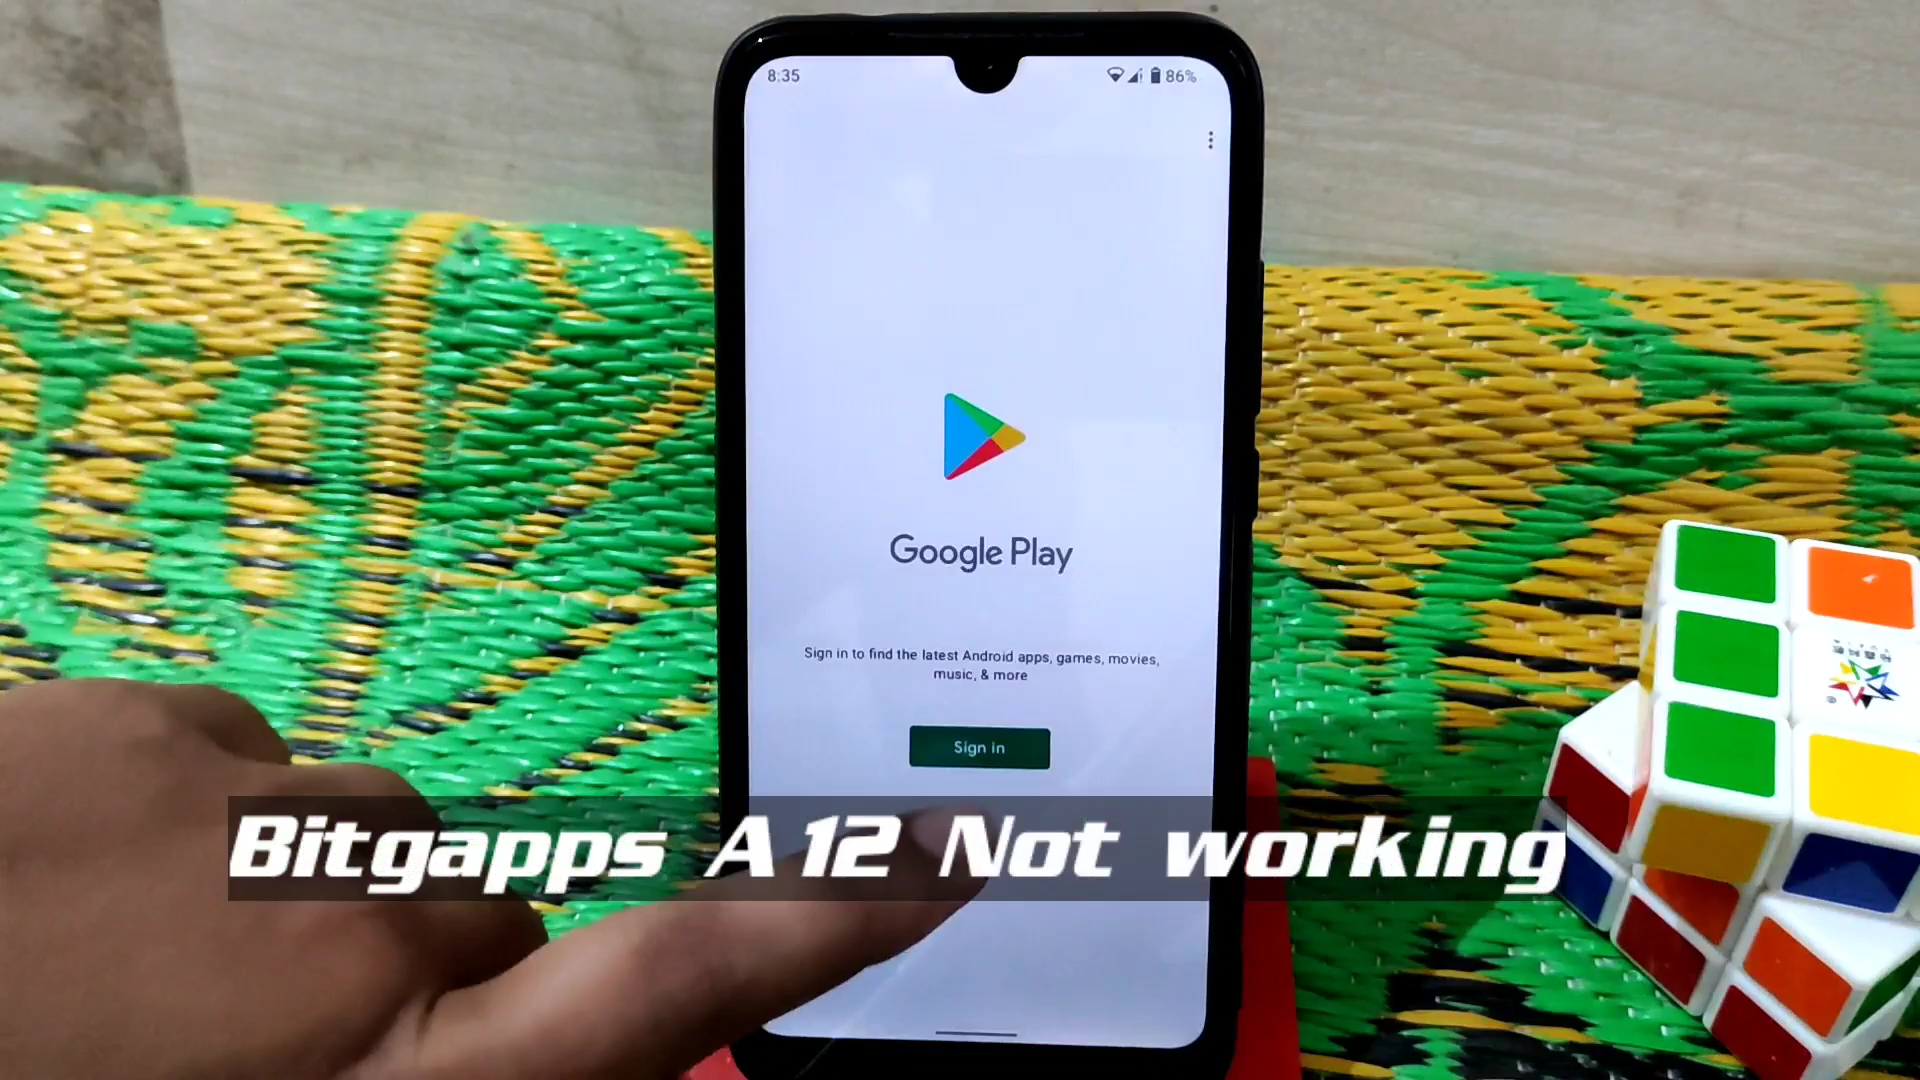 8:35
86%
Google Play
Sign in to find the latest Android apps, games, movies,
music, & more
Sign in
Bitgapps A12 Not working